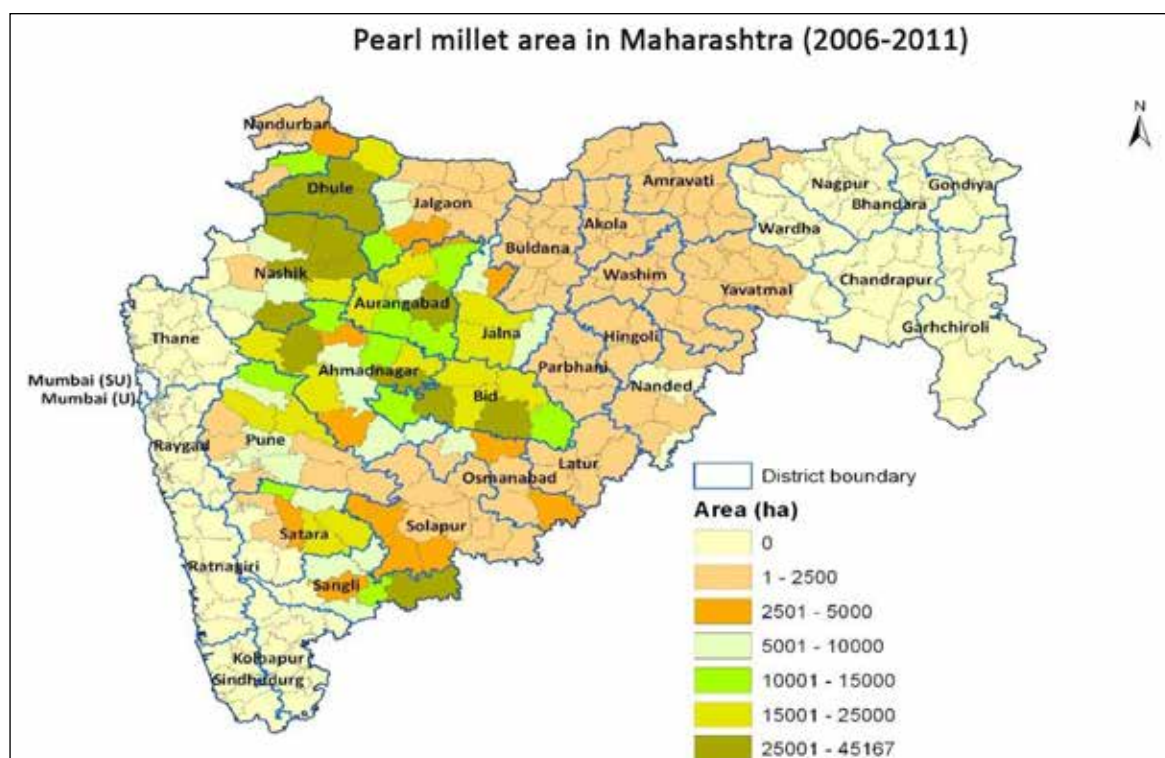 Pearl millet area in Maharashtra (2006-2011)
N
Nandurbar
Dhule
Jalgaon
Amravati
Nagpur
Gondiya
Bhandara
Akola
Wardha
Buldana
Nashik
Washim
Chandrapur
Yavatmal
Aurangabad
Jalna
Hingoli
Garhchiroli
Thane
Parbhani
Ahmadnagar
Nanded
Mumbai (SU)
Mumbai (U)
Bid
Raygad
Pune
Latur
Osmanabad
District boundary
Area (ha)
Solapur
Satara
0
Ratnagiri
1 - 2500
Sangli
2501 - 5000
5001 - 10000
Kolhapur
Sindhudurg
10001 - 15000
15001 - 25000
25001 - 45167